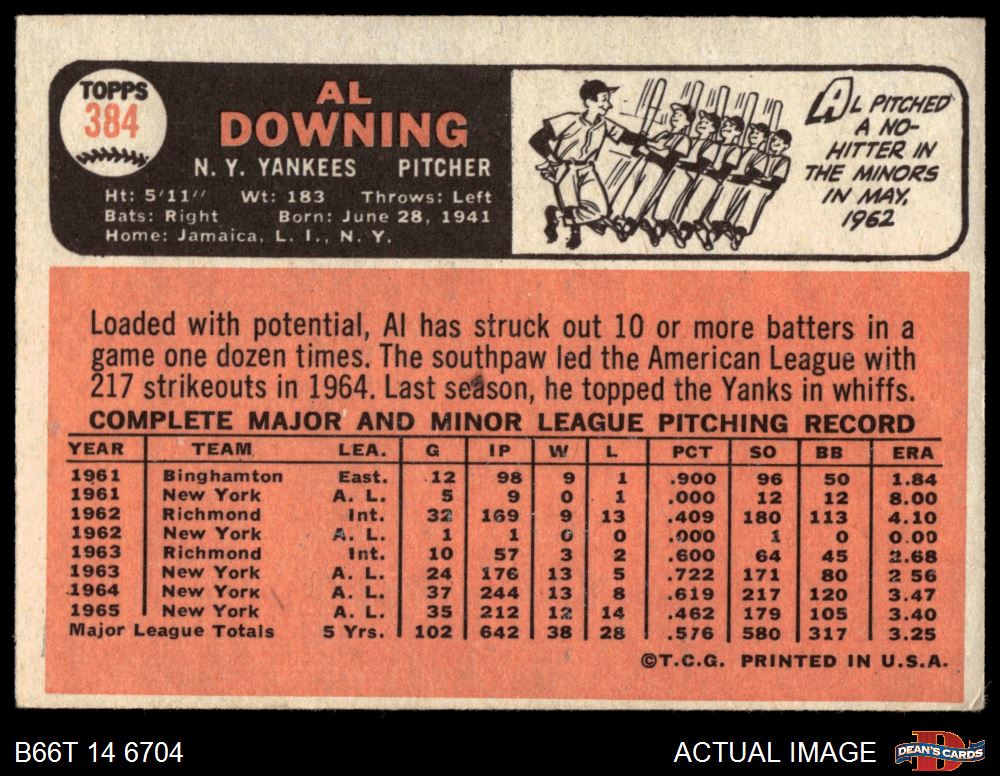 TOPPS
384
AL
DOWNING
N. Y. YANKEES PITCHER
Ht: 5'11" Wt: 183 Throws: Left
Bats: Right Born: June 28, 1941
Home: Jamaica, L. I., N. Y.
AL PITCHED
A NO-
HITTER IN
THE MINORS
IN MAY,
1962
Loaded with potential, Al has struck out 10 or more batters in a
game one dozen times. The southpaw led the American League with
217 strikeouts in 1964. Last season, he topped the Yanks in whiffs.
COMPLETE MAJOR AND MINOR LEAGUE PITCHING RECORD
YEAR TEAM LEA. G IP W L PCT SO BB ERA
1961 Binghamton East. 12 98 9 1 .900 96 50 1.84
1961 New York A. L. 5 9 0 1 .000 12 12 8.00
1962 Richmond Int. 32 169 9 13 .409 180 113 4.10
1962 New York A. L. 1 1 0 0 .000 1 0 0.00
1963 Richmond Int. 10 57 3 2 .600 64 45 2.68
1963 New York A. L. 24 176 13 5 .722 171 80 2 56
1964 New York A. L. 37 244 13 8 .619 217 120 3.47
1965 New York A. L. 35 212 12 14 .462 179 105 3.40
Major League Totals 5 Yrs. 102 642 38 28 .576 580 317 3.25
©T.C.G. PRINTED IN U.S.A.
B66T 14 6704
ACTUAL IMAGE
DEAN'S CARDS